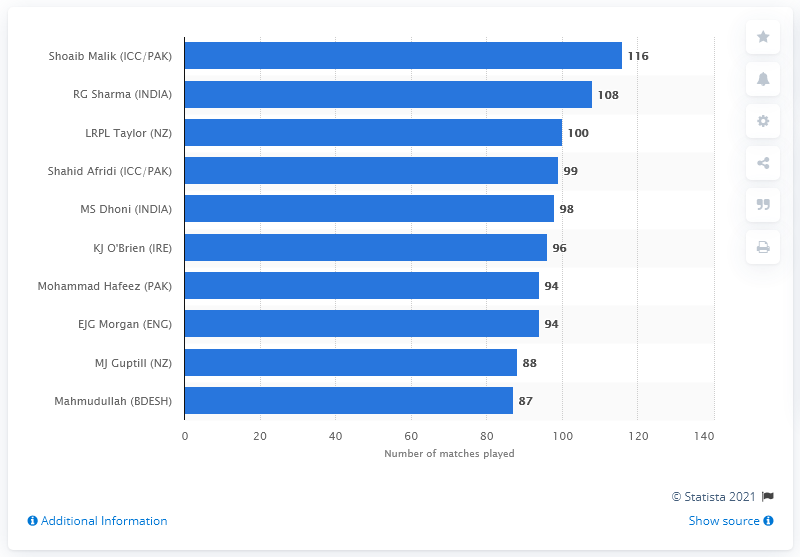 Shoaib Malik (ICC/PAK) 116
RG Sharma (INDIA) 108
LRPL Taylor (NZ) 100
Shahid Afridi (ICC/PAK) 99
MS Dhoni (INDIA) 98
KJ O'Brien (IRE) 96
Mohammad Hafeez (PAK) 94
EJG Morgan (ENG) 94
MJ Guptill (NZ) 88
Mahmudullah (BDESH) 87
0 20 40 60 80 100 120 140
Number of matches played
© Statista 2021
Additional Information
Show source